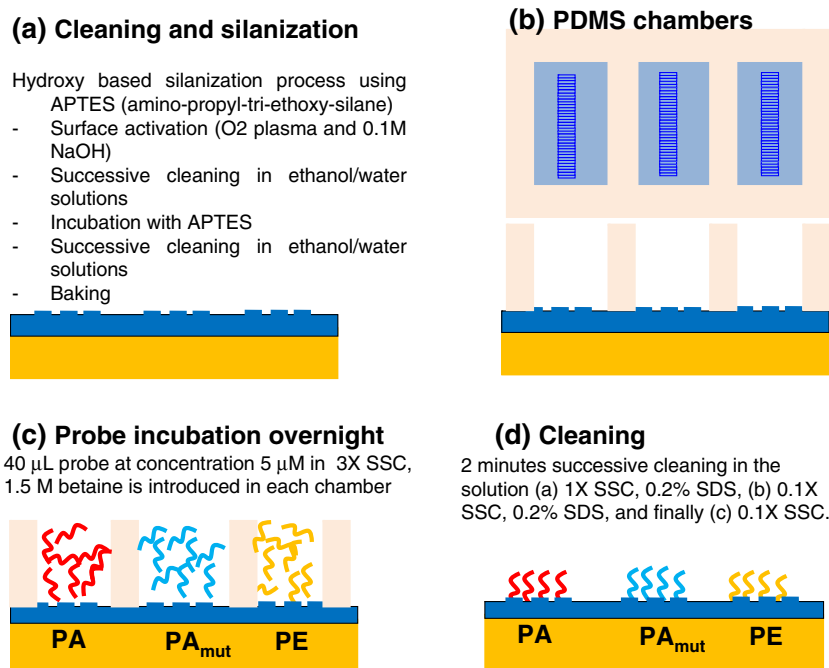 (a) Cleaning and silanization
Hydroxy based silanization process using
APTES (amino-propyl-tri-ethoxy-silane)
- Surface activation (O2 plasma and 0.1M
NaOH)
- Successive cleaning in ethanol/water
solutions
- Incubation with APTES
- Successive cleaning in ethanol/water
solutions
- Baking
(b) PDMS chambers
(c) Probe incubation overnight
40 μL probe at concentration 5 μM in 3X SSC,
1.5 M betaine is introduced in each chamber
PA PAmut PE
(d) Cleaning
2 minutes successive cleaning in the
solution (a) 1X SSC, 0.2% SDS, (b) 0.1X
SSC, 0.2% SDS, and finally (c) 0.1X SSC.
PA PAmut PE